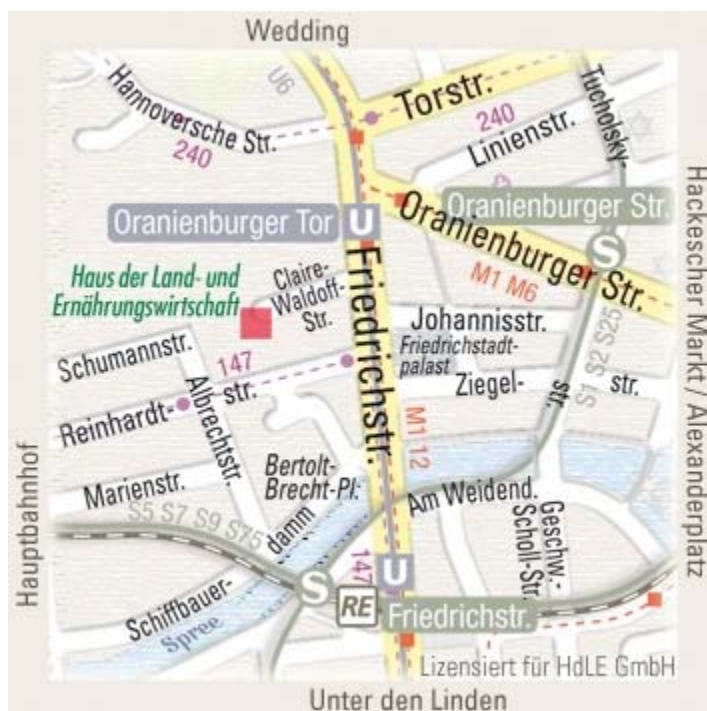 Wedding
Hannoversche Str.
240
U6
Torstr.
240
Linienstr.
Tucholsky-
Oranienburger Tor
U
Oranienburger Str.
S
Oranienburger Str.
M1 M6
Hackescher Markt / Alexanderplatz
Haus der Land- und
Ernährungswirtschaft
Claire-
Waldoff-
Str.
Friedrichstr.
Johannisstr.
Friedrichstadt-
palast
Schumannstr.
147
Reinhardt-
str.
Albrechtstr.
Ziegel-
str.
str.
S1 S2 S25
M1 12
Hauptbahnhof
Marienstr.
Bertolt-
Brecht-Pl.
Am Weidend.
damm
Geschw.-
Scholl-Str.
S5 S7 S9 S75
Schiffbauer-
Spree
147
U
S
RE
Friedrichstr.
Lizensiert für HdLE GmbH
Unter den Linden